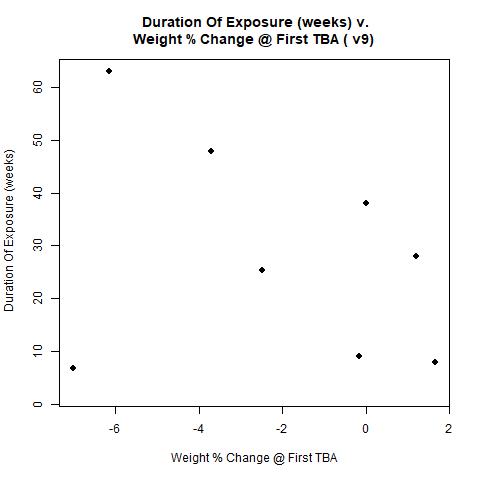 Duration Of Exposure (weeks) v.
Weight % Change @ First TBA ( v9)
Duration Of Exposure (weeks)
60
50
40
30
20
10
0
-6 -4 -2 0 2
Weight % Change @ First TBA